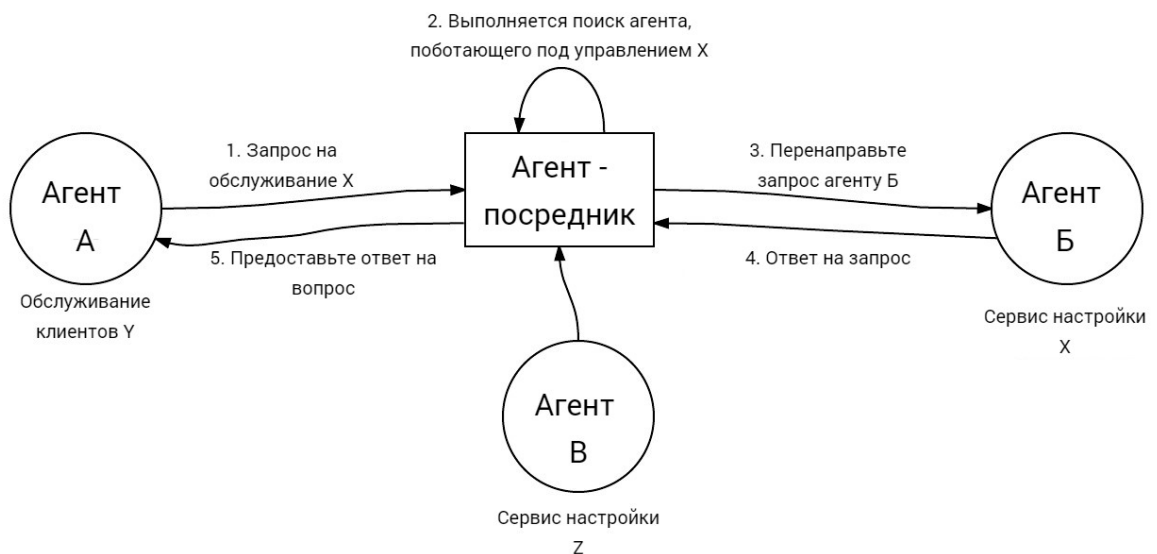 2. Выполняется поиск агента,
поботающего под управлением X
1. Запрос на
обслуживание X
Агент -
посредник
3. Перенаправьте
запрос агенту Б
Агент
А
Агент
Б
5. Предоставьте ответ на
вопрос
4. Ответ на запрос
Обслуживание
клиентов Y
Сервис настройки
X
Агент
В
Сервис настройки
Z